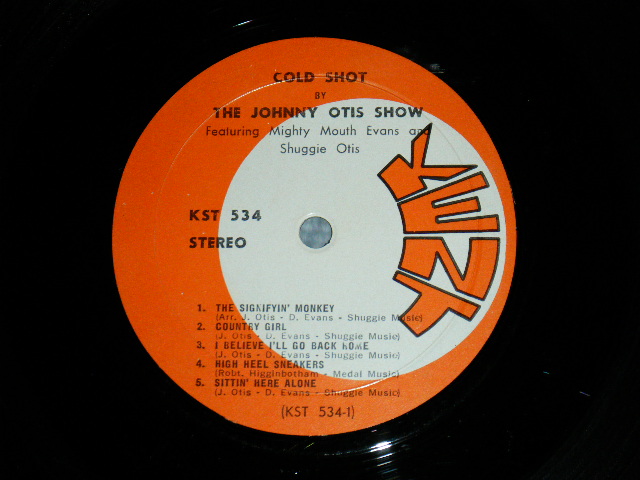 COLD SHOT
BY
THE JOHNNY OTIS SHOW
Featuring Mighty Mouth Evans and
Shuggie Otis
KENT
KST 534
STEREO
1. THE SIGNIFYIN' MONKEY
(Arr. J. Otis - D. Evans - Shuggie Music)
2. COUNTRY GIRL
(J. Otis - D. Evans - Shuggie Music)
3. I BELIEVE I'LL GO BACK HOME
(J. Otis - D. Evans - Shuggie Music)
4. HIGH HEEL SNEAKERS
(Robt. Higginbotham - Medal Music)
5. SITTIN' HERE ALONE
(J. Otis - D. Evans - Shuggie Music)
(KST 534-1)